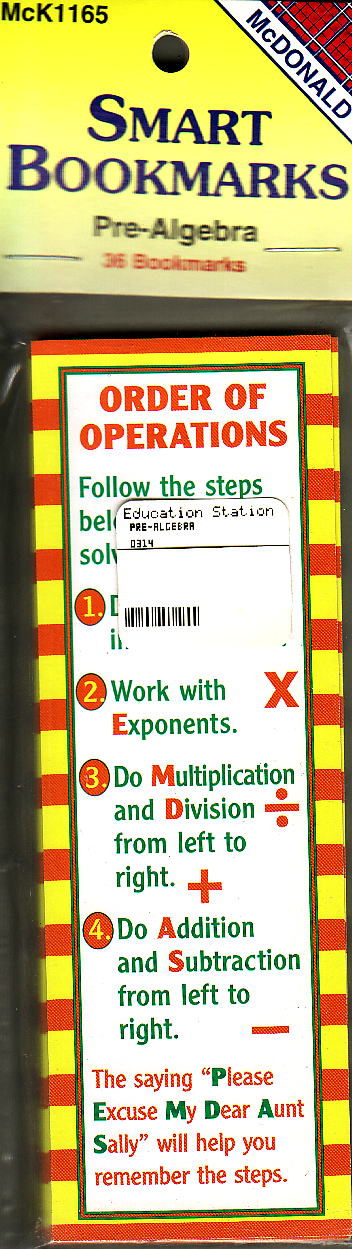 McK1165
McDONALD
SMART
BOOKMARKS
Pre-Algebra
36 Bookmarks
ORDER OF
OPERATIONS
Follow the steps
Education Station
PRE-ALGEBRA
0314
1.
2. Work with X
Exponents.
3. Do Multiplication
and Division ÷
from left to
right. +
4. Do Addition
and Subtraction
from left to
right. −
The saying “Please
Excuse My Dear Aunt
Sally” will help you
remember the steps.